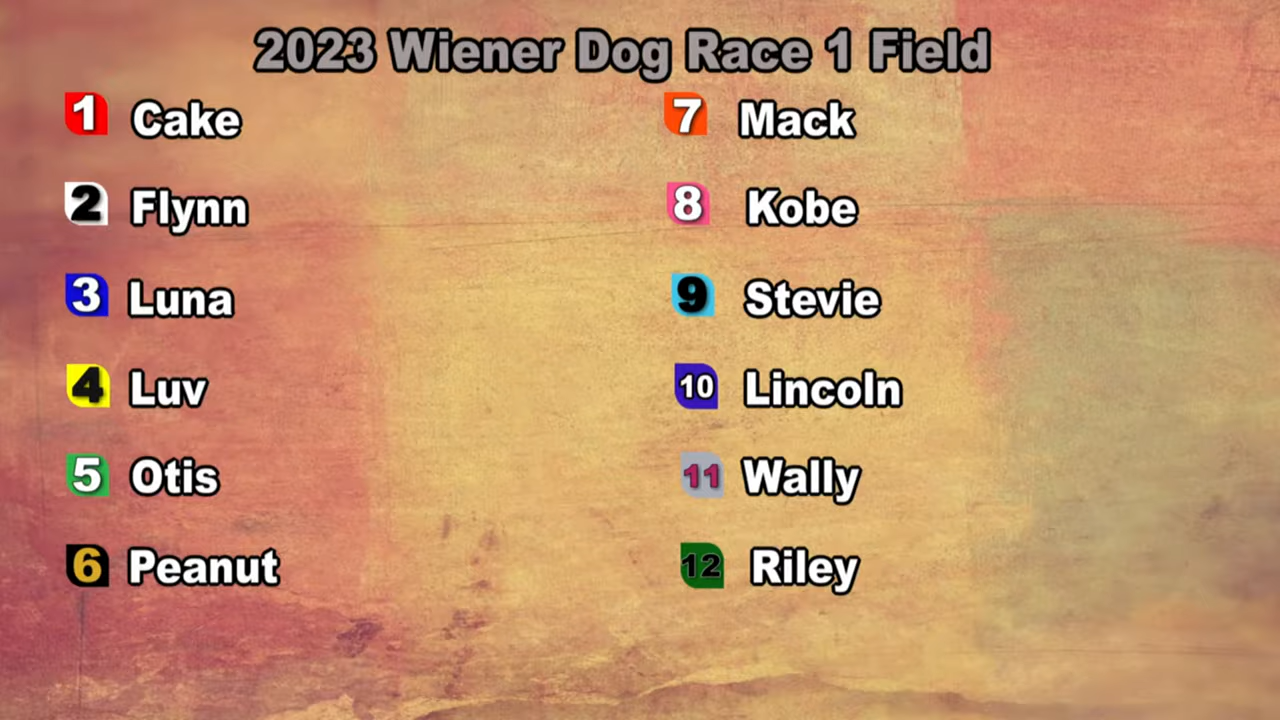 2023 Wiener Dog Race 1 Field
1 Cake
2 Flynn
3 Luna
4 Luv
5 Otis
6 Peanut
7 Mack
8 Kobe
9 Stevie
10 Lincoln
11 Wally
12 Riley